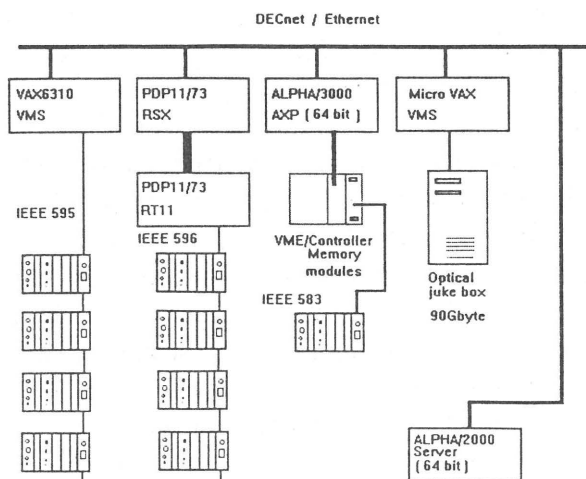 DECnet / Ethernet
VAX6310
VMS
PDP11/73
RSX
ALPHA/3000
AXP (64 bit)
Micro VAX
VMS
PDP11/73
RT11
IEEE 595
IEEE 596
VME/Controller
Memory
modules
IEEE 583
Optical
juke box
90Gbyte
ALPHA/2000
Server
(64 bit)